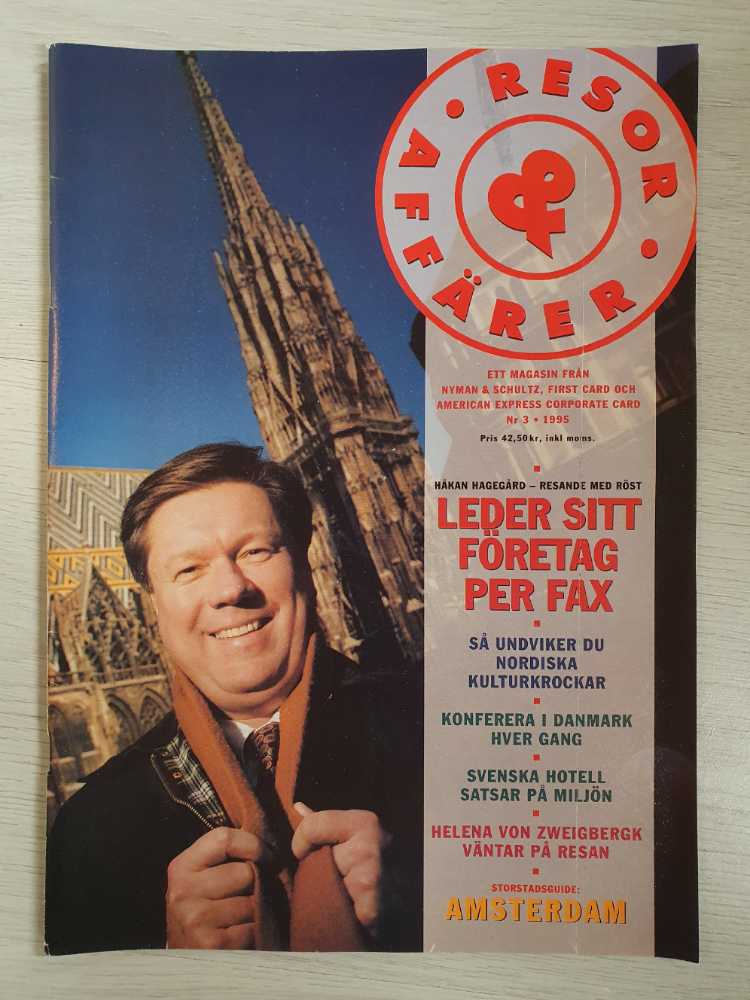 RESOR
&
AFFÄRER
ETT MAGASIN FRÅN
NYMAN & SCHULTZ, FIRST CARD OCH
AMERICAN EXPRESS CORPORATE CARD
Nr 3 • 1995
Pris 42,50kr, inkl moms.
HÅKAN HAGEGÅRD – RESANDE MED RÖST
LEDER SITT
FÖRETAG
PER FAX
SÅ UNDVIKER DU
NORDISKA
KULTURKROCKAR
KONFERERA I DANMARK
HVER GANG
SVENSKA HOTELL
SATSAR PÅ MILJÖN
HELENA VON ZWEIGBERGK
VÄNTAR PÅ RESAN
STORSTADSGUIDE:
AMSTERDAM